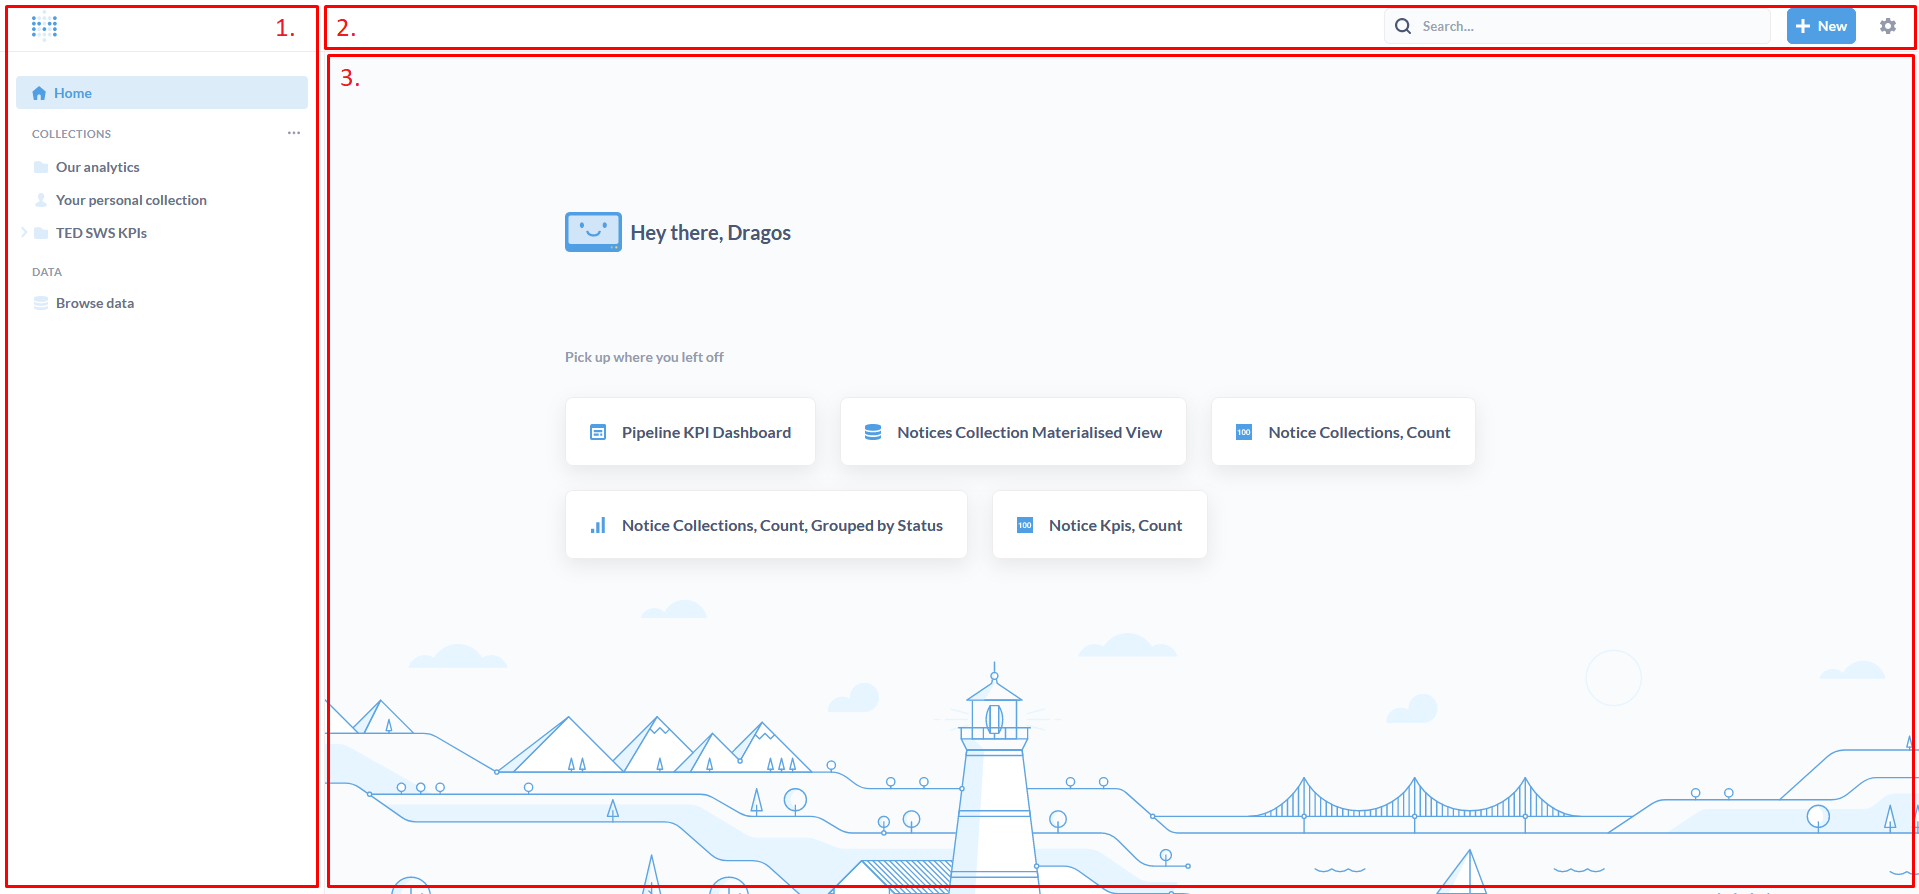 1.
2.
Search...
New
3.
Home
COLLECTIONS
Our analytics
Your personal collection
TED SWS KPIs
DATA
Browse data
Hey there, Dragos
Pick up where you left off
Pipeline KPI Dashboard
Notices Collection Materialised View
100
Notice Collections, Count
Notice Collections, Count, Grouped by Status
100
Notice Kpis, Count